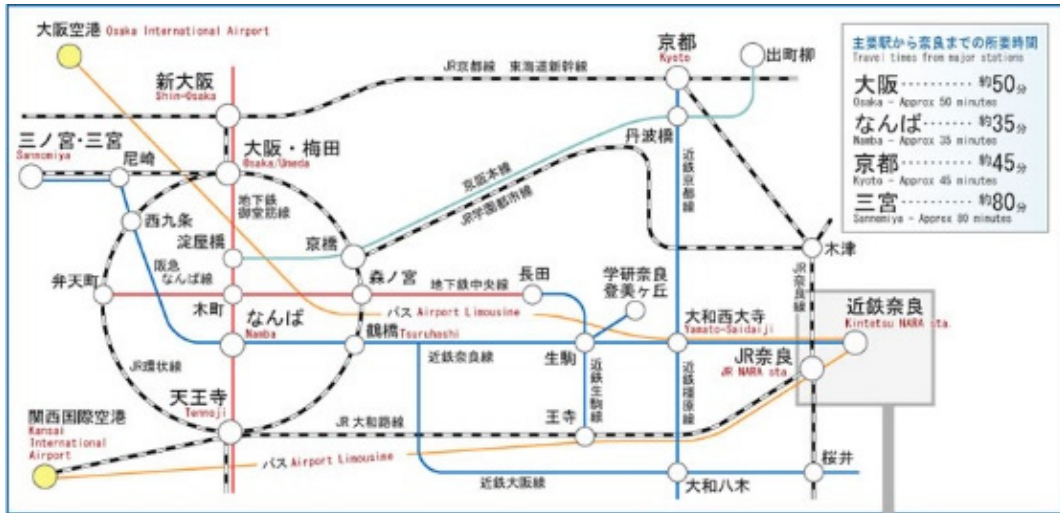 大阪空港 Osaka International Airport
新大阪
Shin-Osaka
JR京都線 東海道新幹線
京都
Kyoto
出町柳
主要駅から奈良までの所要時間
Travel times from major stations
大阪·········· 約50分
Osaka - Approx 50 minutes
なんば······· 約35分
Namba - Approx 35 minutes
京都·········· 約45分
Kyoto - Approx 45 minutes
三宮·········· 約80分
Sannomiya - Approx 80 minutes
三ノ宮・三宮
Sannomiya
尼崎
大阪・梅田
Osaka/Umeda
丹波橋
京阪本線
JR学園都市線
近鉄京都線
西九条
地下鉄
御堂筋線
淀屋橋
京橋
木津
阪急
なんば線
弁天町
木町
森ノ宮
地下鉄中央線
長田
学研奈良
登美ヶ丘
JR奈良線
バス Airport Limousine
なんば
Namba
鶴橋 Tsuruhashi
大和西大寺
Yamato-Saidaiji
近鉄奈良
Kintetsu NARA sta.
JR環状線
近鉄奈良線
生駒
近鉄生駒線
近鉄橿原線
JR奈良
JR NARA sta
天王寺
Tennoji
JR大和路線
王寺
関西国際空港
Kansai
International
Airport
バス Airport Limousine
近鉄大阪線
大和八木
桜井